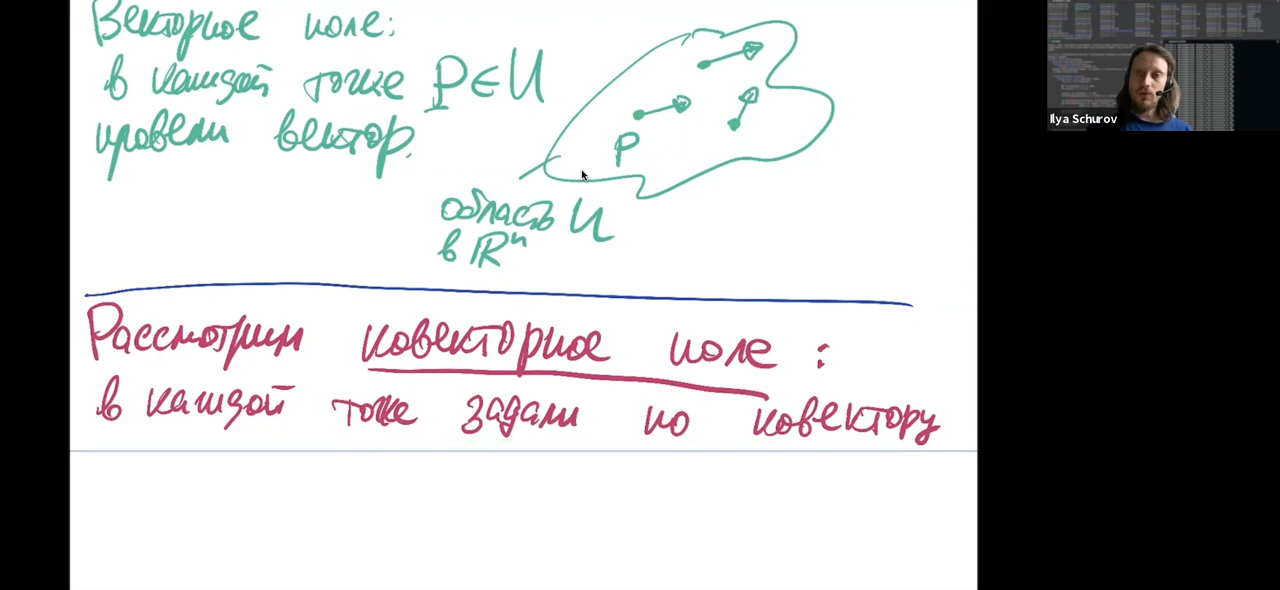 Векторное поле:
в каждой точке P∈U
провели вектор.
P
область U
в ℝⁿ
Рассмотрим ковекторное поле:
в каждой точке задали по ковектору
Ilya Schurov